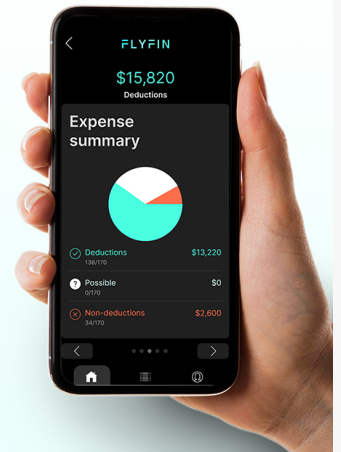 FLYFIN
$15,820
Deductions
Expense
summary
Deductions $13,220
136/170
Possible $0
0/170
Non-deductions $2,600
34/170